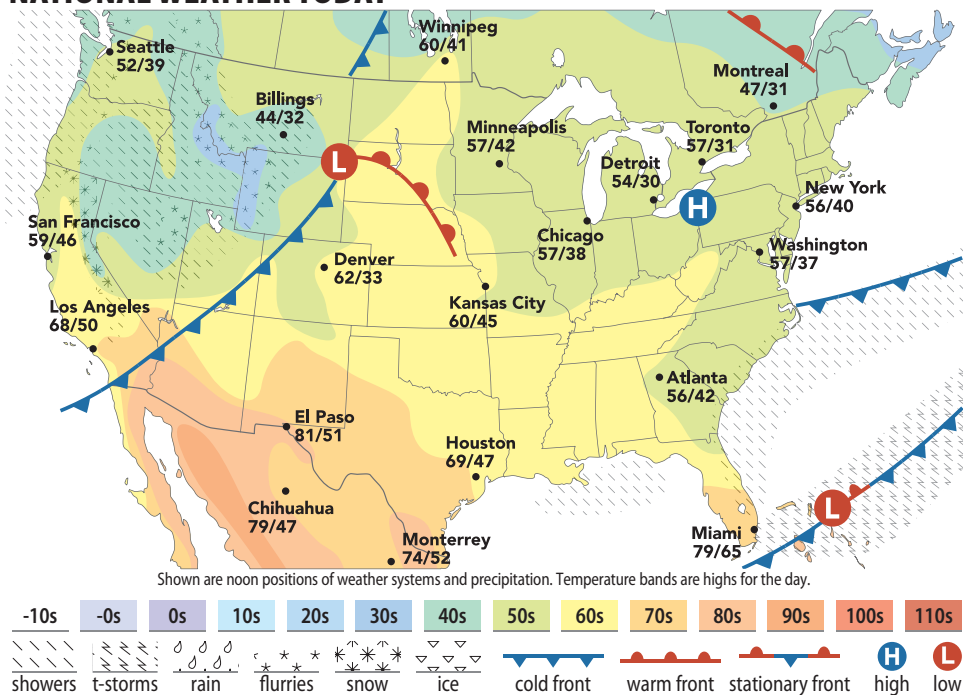 NATIONAL WEATHER TODAY
Winnipeg
60/41
Seattle
52/39
Billings
44/32
Montreal
47/31
Minneapolis
57/42
Toronto
57/31
Detroit
54/30
L
H
New York
56/40
San Francisco
59/46
Chicago
57/38
Washington
57/37
Denver
62/33
Kansas City
60/45
Los Angeles
68/50
Atlanta
56/42
El Paso
81/51
Houston
69/47
Chihuahua
79/47
L
Miami
79/65
Monterrey
74/52
Shown are noon positions of weather systems and precipitation. Temperature bands are highs for the day.
-10s -0s 0s 10s 20s 30s 40s 50s 60s 70s 80s 90s 100s 110s
H L
showers t-storms rain flurries snow ice cold front warm front stationary front high low